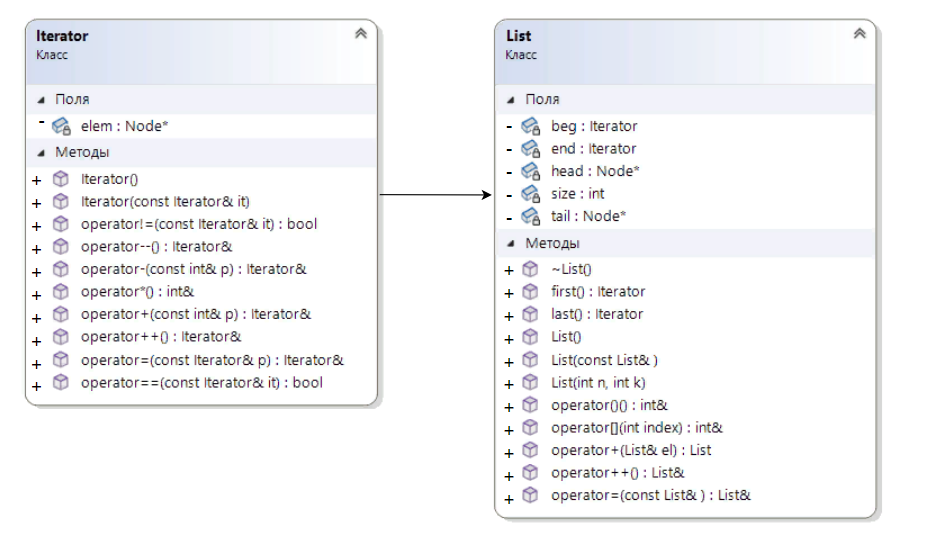 Iterator
Класс
Поля
- elem : Node*
Методы
+ Iterator()
+ Iterator(const Iterator& it)
+ operator!=(const Iterator& it) : bool
+ operator--() : Iterator&
+ operator-(const int& p) : Iterator&
+ operator*() : int&
+ operator+(const int& p) : Iterator&
+ operator++() : Iterator&
+ operator=(const Iterator& p) : Iterator&
+ operator==(const Iterator& it) : bool
List
Класс
Поля
- beg : Iterator
- end : Iterator
- head : Node*
- size : int
- tail : Node*
Методы
+ ~List()
+ first() : Iterator
+ last() : Iterator
+ List()
+ List(const List& )
+ List(int n, int k)
+ operator()() : int&
+ operator[](int index) : int&
+ operator+(List& el) : List
+ operator++() : List&
+ operator=(const List& ) : List&